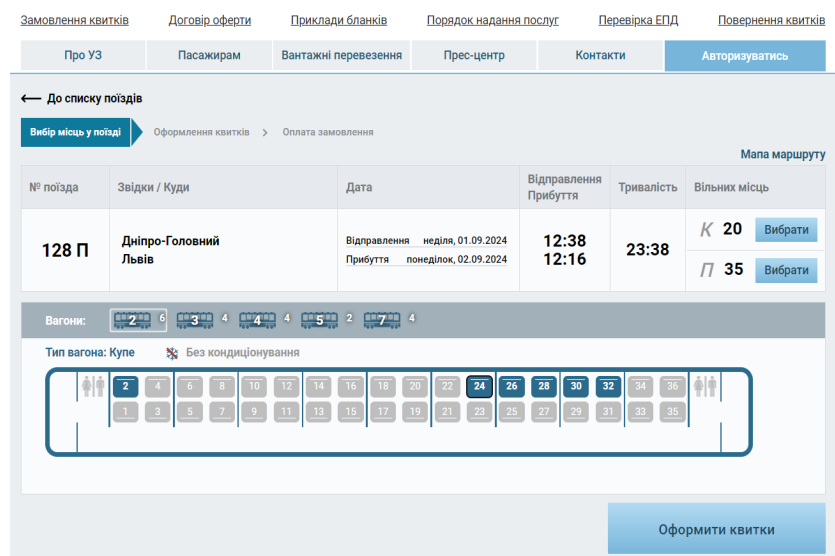 Замовлення квитків Договір оферти Приклади бланків Порядок надання послуг Перевірка ЕПД Повернення квитків
Про УЗ Пасажирам Вантажні перевезення Прес-центр Контакти Авторизуватись
До списку поїздів
Вибір місць у поїзді Оформлення квитків > Оплата замовлення
Мапа маршруту
№ поїзда Звідки / Куди Дата Відправлення Тривалість Вільних місць
Прибуття
128 П Дніпро-Головний Відправлення неділя, 01.09.2024 12:38 23:38 К 20 Вибрати
Львів Прибуття понеділок, 02.09.2024 12:16 П 35 Вибрати
Вагони: 2 6 3 4 4 4 5 2 7 4
Тип вагона: Купе Без кондиціонування
2 4 6 8 10 12 14 16 18 20 22 24 26 28 30 32 34 36
1 3 5 7 9 11 13 15 17 19 21 23 25 27 29 31 33 35
Оформити квитки